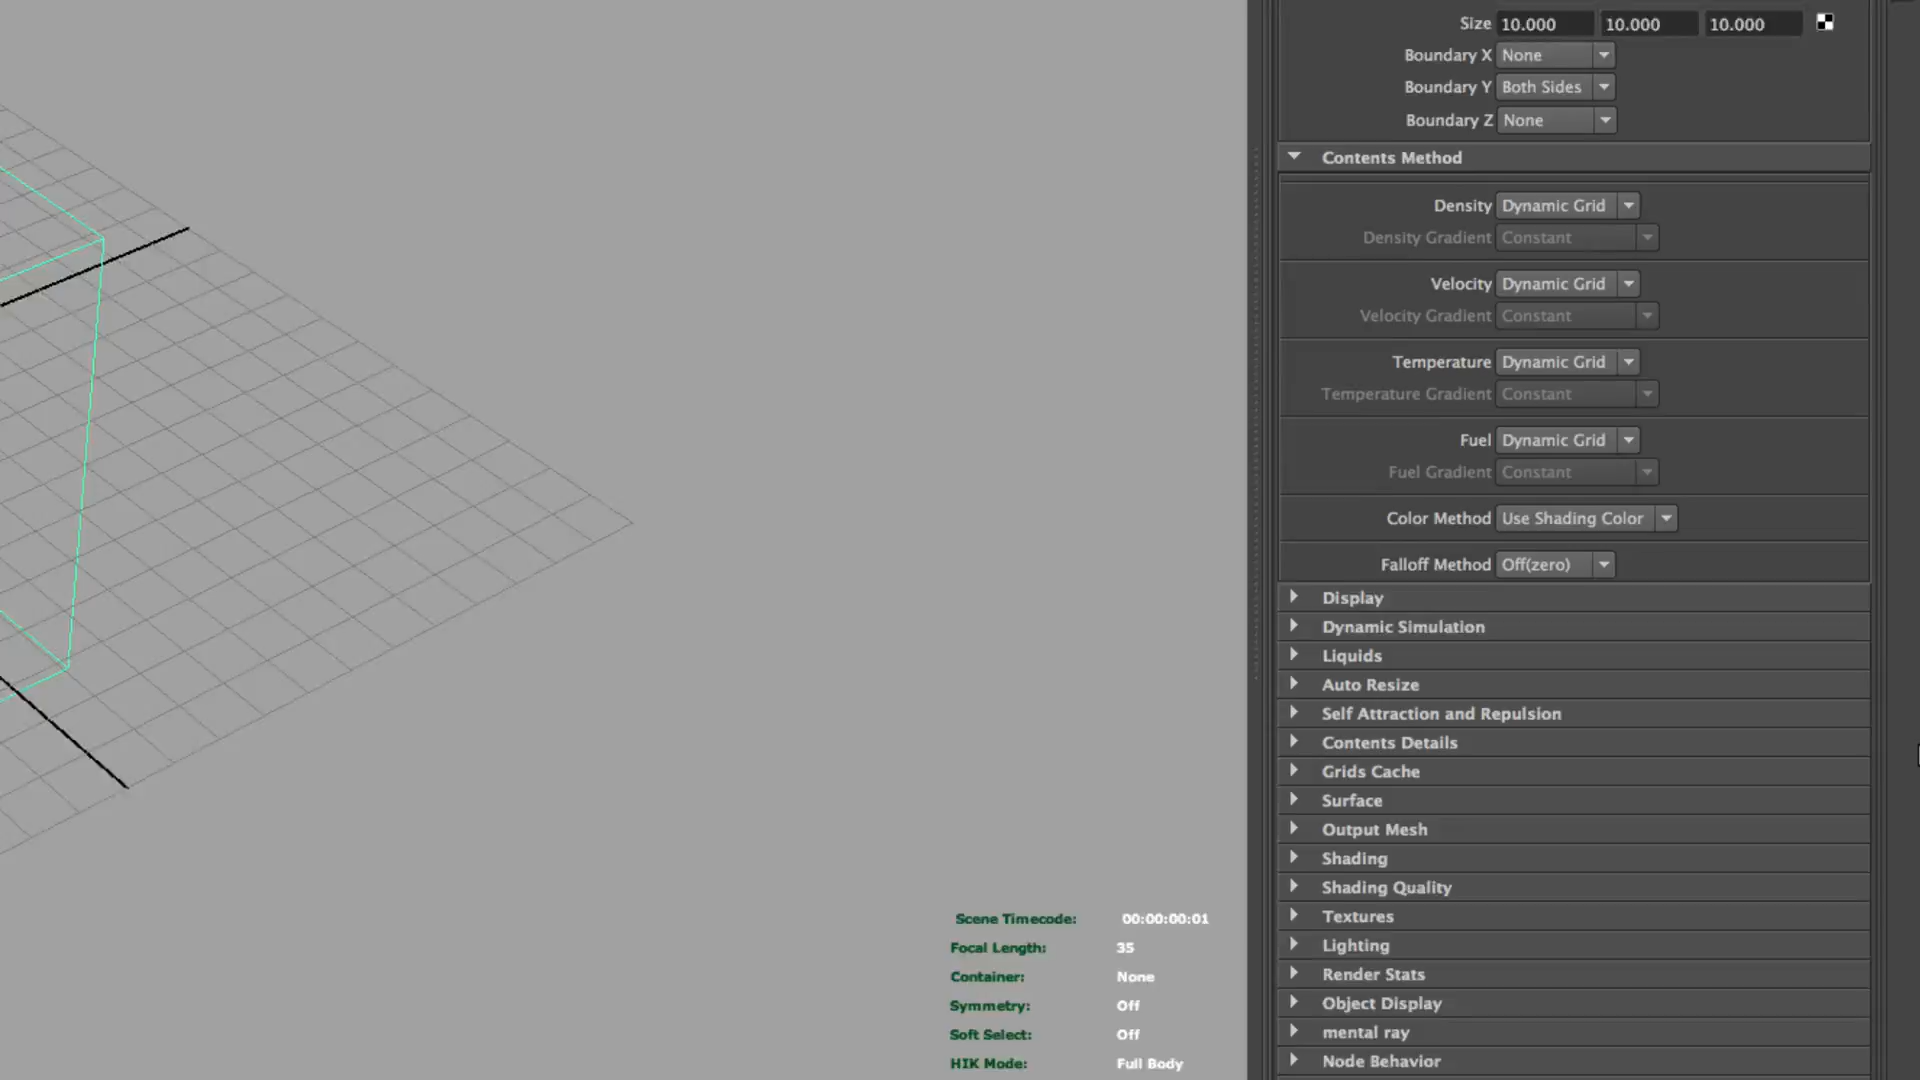 Size 10.000 10.000 10.000
Boundary X None
Boundary Y Both Sides
Boundary Z None
Contents Method
Density Dynamic Grid
Density Gradient Constant
Velocity Dynamic Grid
Velocity Gradient Constant
Temperature Dynamic Grid
Temperature Gradient Constant
Fuel Dynamic Grid
Fuel Gradient Constant
Color Method Use Shading Color
Falloff Method Off(zero)
Display
Dynamic Simulation
Liquids
Auto Resize
Self Attraction and Repulsion
Contents Details
Grids Cache
Surface
Output Mesh
Shading
Shading Quality
Textures
Lighting
Render Stats
Object Display
mental ray
Node Behavior
Scene Timecode: 00:00:00:01
Focal Length: 35
Container: None
Symmetry: Off
Soft Select: Off
HIK Mode: Full Body